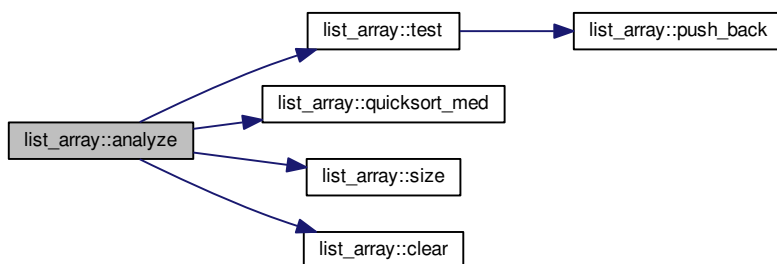 list_array::test
list_array::push_back
list_array::quicksort_med
list_array::analyze
list_array::size
list_array::clear